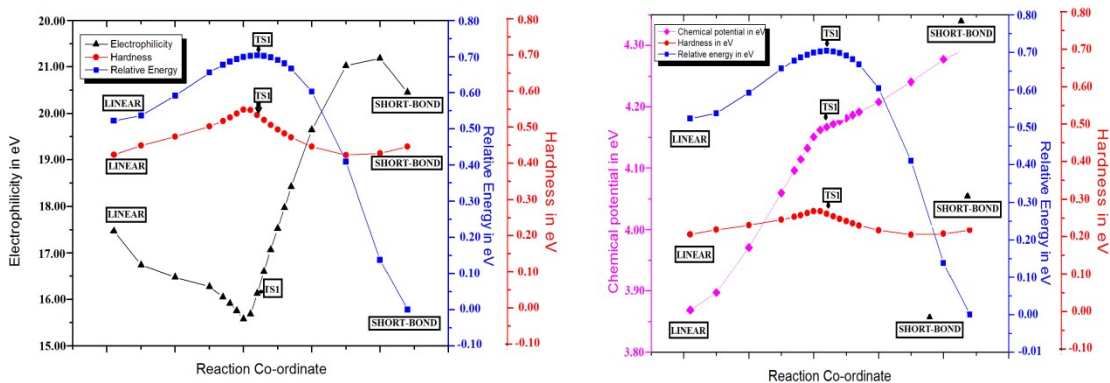 20.00
21.00
20.00
19.00
18.00
17.00
16.00
15.00
Electrophilicity in eV
Electrophilicity
Hardness
Relative Energy
TS1
TS1
TS1
LINEAR
LINEAR
LINEAR
SHORT-BOND
SHORT-BOND
SHORT-BOND
Reaction Co-ordinate
0.80
0.70
0.60
0.50
0.40
0.30
0.20
0.10
0.00
-0.10
Relative Energy in eV
0.80
0.70
0.60
0.50
0.40
0.30
0.20
0.10
0.00
-0.10
Hardness in eV
4.30
4.20
4.10
4.00
3.90
3.80
Chemical potential in eV
Chemical potential in eV
Hardness in eV
Relative energy in eV
TS1
TS1
LINEAR
LINEAR
LINEAR
SHORT-BOND
SHORT-BOND
SHORT-BOND
Reaction Co-ordinate
0.80
0.70
0.60
0.50
0.40
0.30
0.20
0.10
0.00
-0.01
Relative Energy in eV
0.80
0.70
0.60
0.50
0.40
0.30
0.20
0.10
0.00
-0.10
Hardness in eV